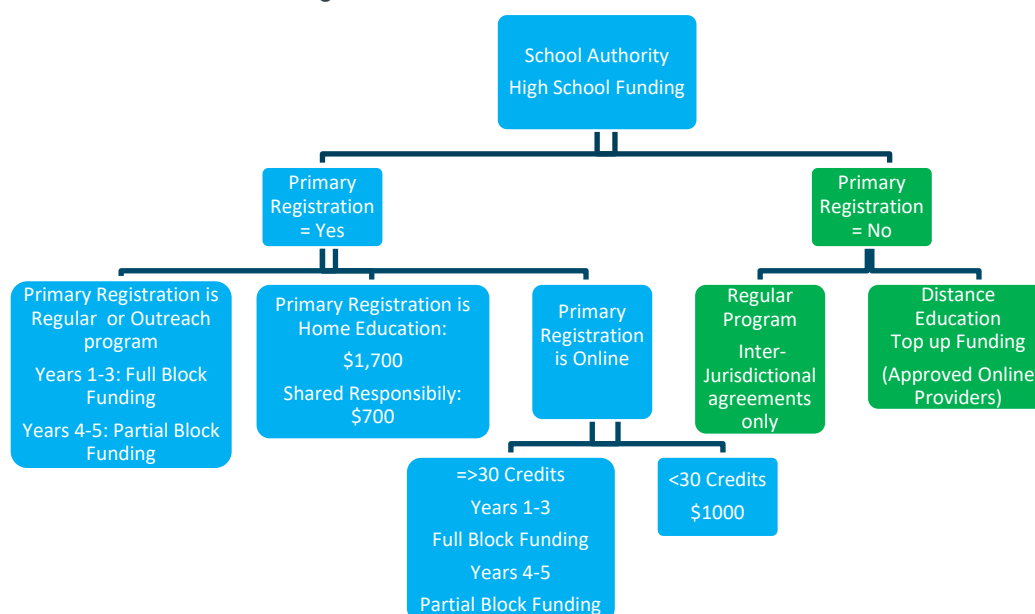 School Authority
High School Funding
Primary
Registration
= Yes
Primary
Registration
= No
Primary Registration is
Regular or Outreach
program
Years 1-3: Full Block
Funding
Years 4-5: Partial Block
Funding
Primary Registration is
Home Education:
$1,700
Shared Responsibily:
$700
Primary
Registration
is Online
Regular
Program
Inter-
Jurisdictional
agreements
only
Distance
Education
Top up Funding
(Approved Online
Providers)
=>30 Credits
Years 1-3
Full Block Funding
Years 4-5
Partial Block Funding
<30 Credits
$1000